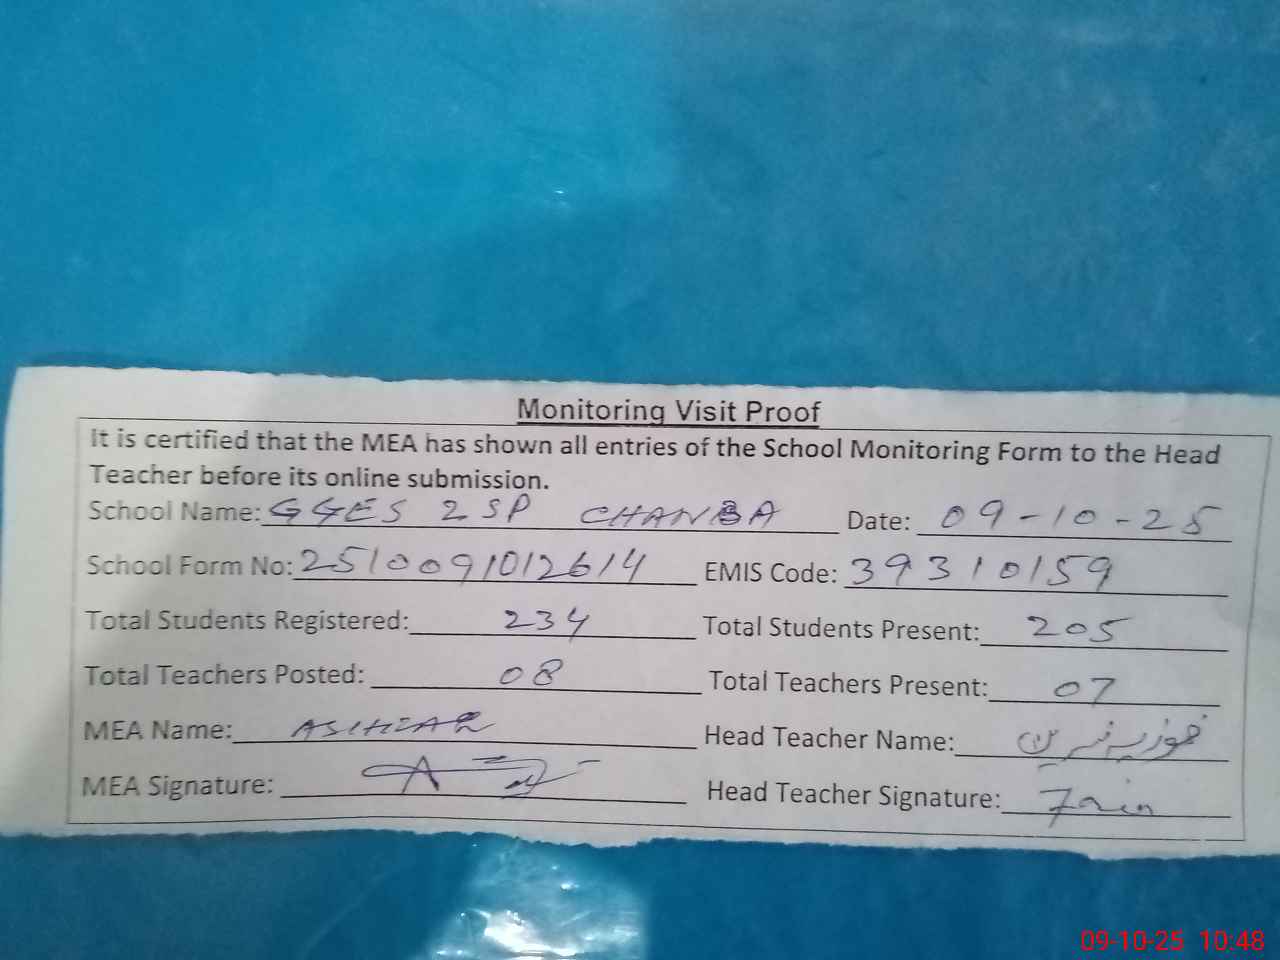 Monitoring Visit Proof
It is certified that the MEA has shown all entries of the School Monitoring Form to the Head
Teacher before its online submission.
School Name: GGES 2SP CHANBA Date: 09-10-25
School Form No: 2510091012614 EMIS Code: 39310159
Total Students Registered: 234 Total Students Present: 205
Total Teachers Posted: 08 Total Teachers Present: 07
MEA Name: Head Teacher Name: فوزیہ نسرین
MEA Signature: Head Teacher Signature:
09-10-25 10:48